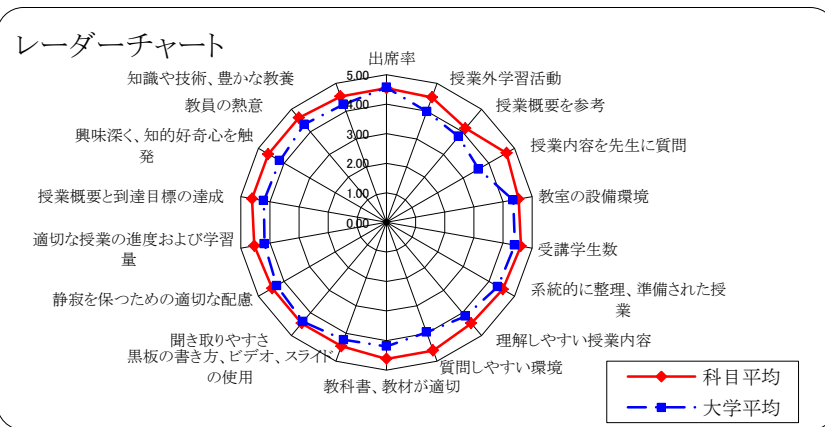 レーダーチャート
出席率
授業外学習活動
授業概要を参考
授業内容を先生に質問
教室の設備環境
受講学生数
系統的に整理、準備された授
業
理解しやすい授業内容
質問しやすい環境
教科書、教材が適切
黒板の書き方、ビデオ、スライド
の使用
聞き取りやすさ
静寂を保つための適切な配慮
適切な授業の進度および学習
量
授業概要と到達目標の達成
興味深く、知的好奇心を触
発
教員の熱意
知識や技術、豊かな教養
5.00
4.00
3.00
2.00
1.00
0.00
科目平均
大学平均